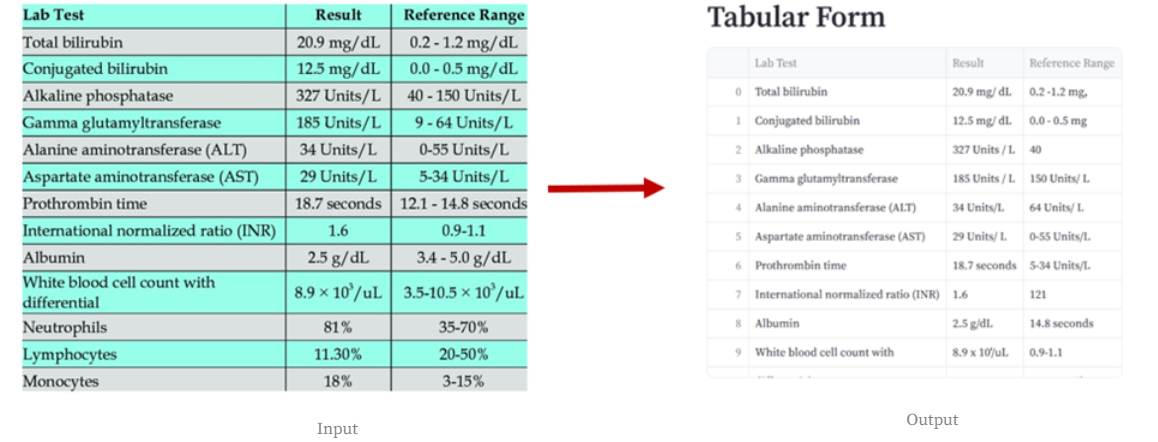 Lab Test Result Reference Range
Total bilirubin 20.9 mg/dL 0.2 - 1.2 mg/dL
Conjugated bilirubin 12.5 mg/dL 0.0 - 0.5 mg/dL
Alkaline phosphatase 327 Units/L 40 - 150 Units/L
Gamma glutamyltransferase 185 Units/L 9 - 64 Units/L
Alanine aminotransferase (ALT) 34 Units/L 0-55 Units/L
Aspartate aminotransferase (AST) 29 Units/L 5-34 Units/L
Prothrombin time 18.7 seconds 12.1 - 14.8 seconds
International normalized ratio (INR) 1.6 0.9-1.1
Albumin 2.5 g/dL 3.4 - 5.0 g/dL
White blood cell count with
differential 8.9 × 10³/uL 3.5-10.5 × 10³/uL
Neutrophils 81% 35-70%
Lymphocytes 11.30% 20-50%
Monocytes 18% 3-15%
Input
Tabular Form
Lab Test Result Reference Range
0 Total bilirubin 20.9 mg/ dL 0.2 -1.2 mg,
1 Conjugated bilirubin 12.5 mg/ dL 0.0 - 0.5 mg
2 Alkaline phosphatase 327 Units / L 40
3 Gamma glutamyltransferase 185 Units / L 150 Units/ L
4 Alanine aminotransferase (ALT) 34 Units/L 64 Units/ L
5 Aspartate aminotransferase (AST) 29 Units/ L 0-55 Units/L
6 Prothrombin time 18.7 seconds 5-34 Units/L
7 International normalized ratio (INR) 1.6 121
8 Albumin 2.5 g/dL 14.8 seconds
9 White blood cell count with 8.9 x 10/uL 0.9-1.1
Output